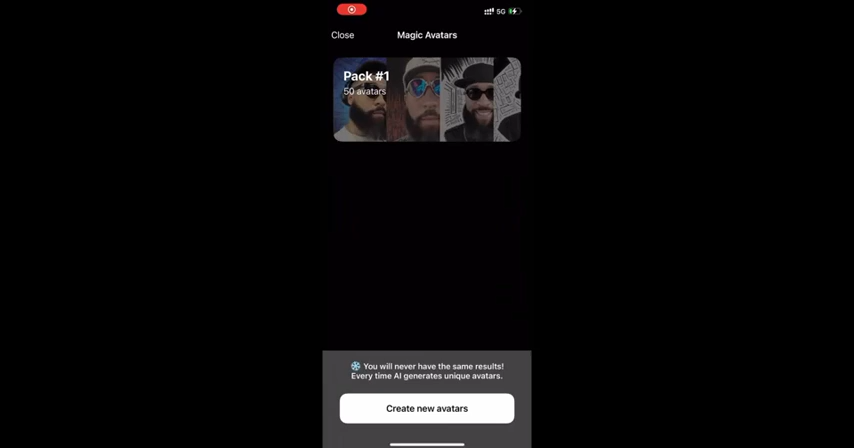 5G
Close
Magic Avatars
Pack #1
50 avatars
You will never have the same results!
Every time AI generates unique avatars.
Create new avatars